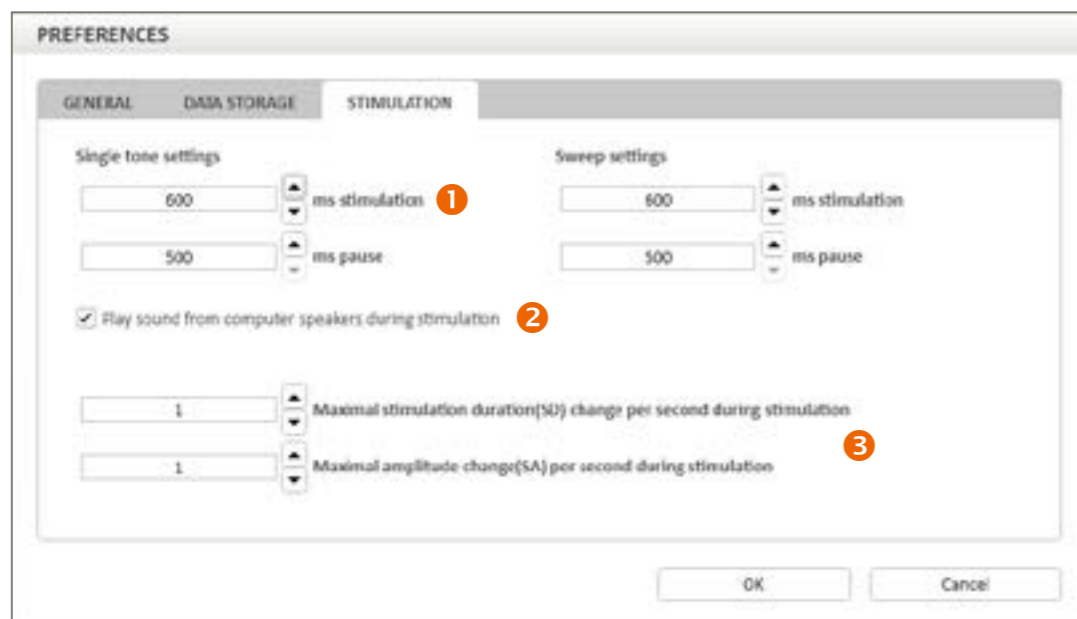 PREFERENCES
GENERAL DATA STORAGE STIMULATION
Single tone settings Sweep settings
600 ms stimulation 1 600 ms stimulation
500 ms pause 500 ms pause
Play sound from computer speakers during stimulation 2
1 Maximal stimulation duration(SD) change per second during stimulation
3
1 Maximal amplitude change(SA) per second during stimulation
OK Cancel